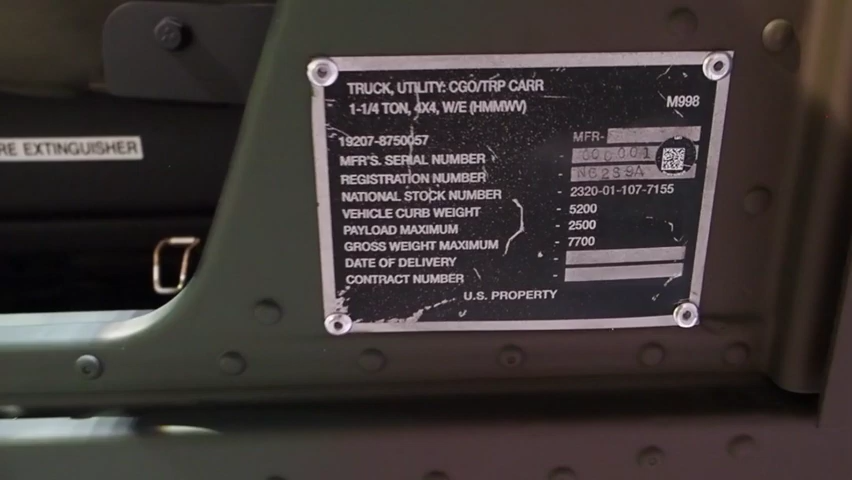 TRUCK, UTILITY: CGO/TRP CARR
1-1/4 TON, 4X4, W/E (HMMWV)
M998
RE EXTINGUISHER
19207-8750057
MFR-
MFR'S. SERIAL NUMBER - 000001
REGISTRATION NUMBER - NG2S9A
NATIONAL STOCK NUMBER - 2320-01-107-7155
VEHICLE CURB WEIGHT - 5200
PAYLOAD MAXIMUM - 2500
GROSS WEIGHT MAXIMUM - 7700
DATE OF DELIVERY -
CONTRACT NUMBER -
U.S. PROPERTY